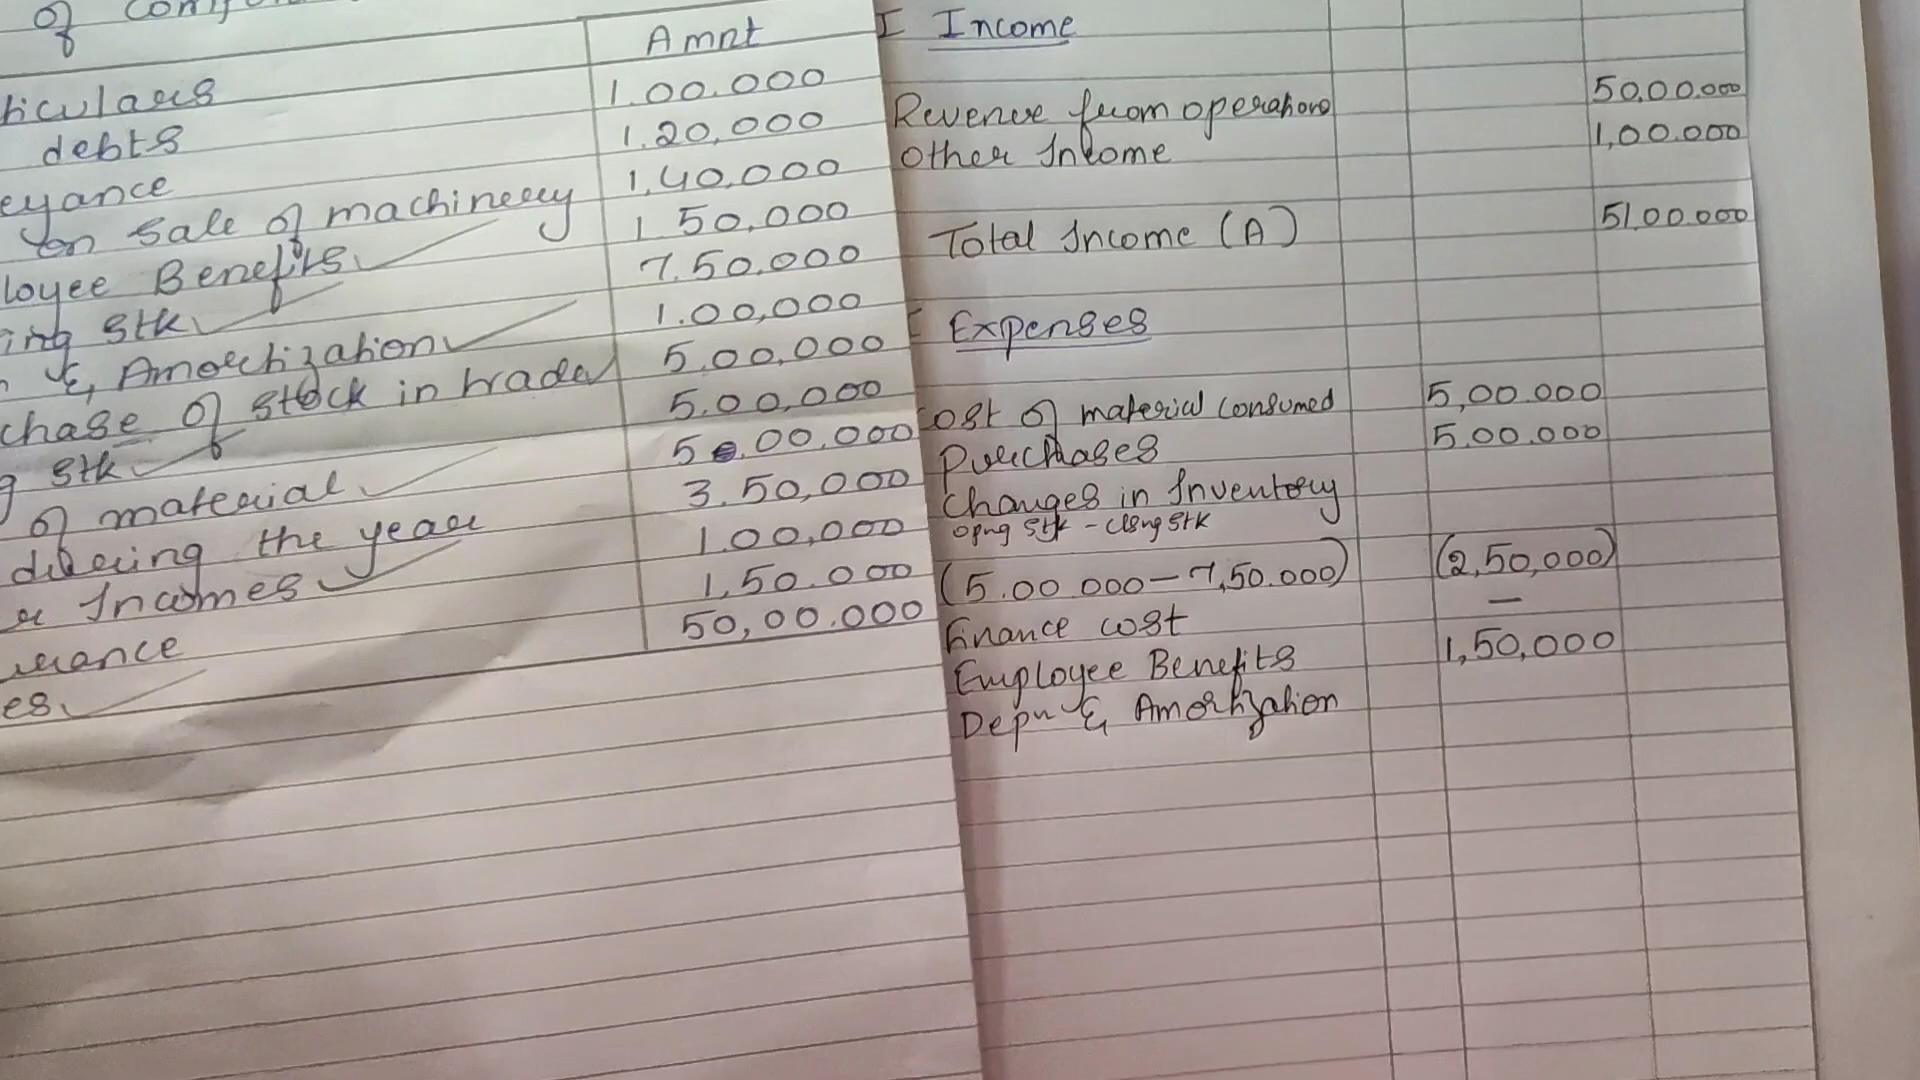 of
Amnt
ticulars
1.00.000
debts
1.20,000
eyance
1,40.000
on sale of machinery
1 50,000
loyee Benefits
7.50.000
ing Stk
1.00,000
n & Amortization
5,00,000
chase of stock in trade
5.00,000
g stk
5 00.000
of material
3.50,000
during the year
1.00,000
r Incomes
1,50.000
urance
50,00.000
es
I Income
Revenue from operations 50,00.000
Other Income 1,00.000
Total Income (A) 51,00.000
Expenses
Cost of material consumed 5,00.000
Purchases 5.00.000
Changes in Inventory
opng stk - clsng stk
(5.00 000 - 7,50.000) (2,50,000)
Finance cost —
Employee Benefits 1,50,000
Depn & Amortization